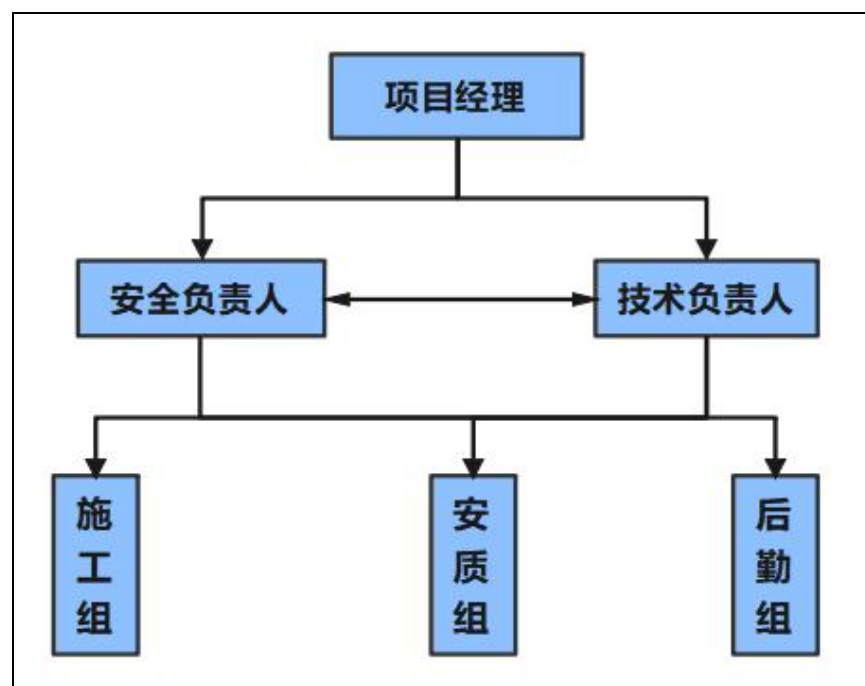 项目经理
安全负责人
技术负责人
施工组
安质组
后勤组